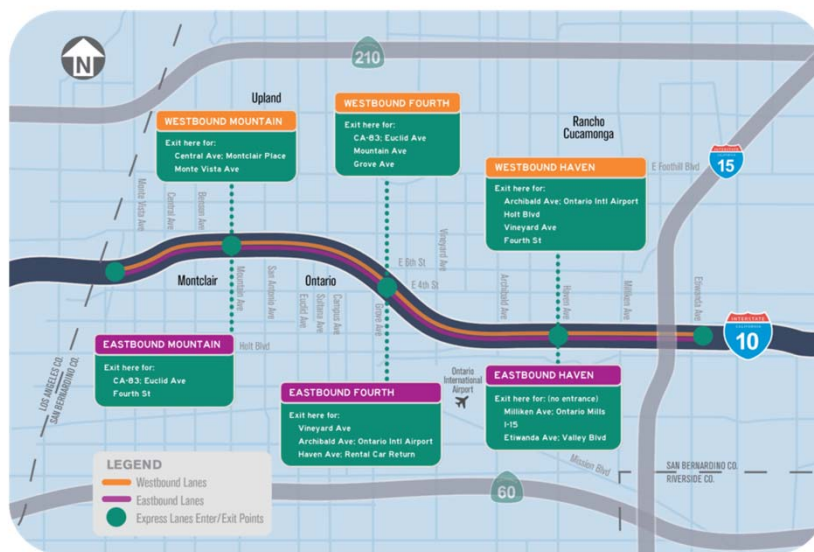 N
210
Upland
WESTBOUND MOUNTAIN
Exit here for:
Central Ave; Montclair Place
Monte Vista Ave
WESTBOUND FOURTH
Exit here for:
CA-83; Euclid Ave
Mountain Ave
Grove Ave
Rancho
Cucamonga
WESTBOUND HAVEN
Exit here for:
Archibald Ave; Ontario Intl Airport
Holt Blvd
Vineyard Ave
Fourth St
E Foothill Blvd
INTERSTATE
CALIFORNIA
15
Monte Vista Ave
Central Ave
Benson Ave
Vineyard Ave
E 6th St
E 4th St
Montclair
Mountain Ave
San Antonio Ave
Ontario
Euclid Ave
Sultana Ave
Campus Ave
Grove Ave
Archibald Ave
Haven Ave
Milliken Ave
Etiwanda Ave
INTERSTATE
CALIFORNIA
10
Holt Blvd
EASTBOUND MOUNTAIN
Exit here for:
CA-83; Euclid Ave
Fourth St
EASTBOUND FOURTH
Exit here for:
Vineyard Ave
Archibald Ave; Ontario Intl Airport
Haven Ave; Rental Car Return
Ontario
International
Airport
EASTBOUND HAVEN
Exit here for: (no entrance)
Milliken Ave; Ontario Mills
I-15
Etiwanda Ave; Valley Blvd
Mission Blvd
LOS ANGELES CO.
SAN BERNARDINO CO.
SAN BERNARDINO CO.
RIVERSIDE CO.
60
LEGEND
Westbound Lanes
Eastbound Lanes
Express Lanes Enter/Exit Points